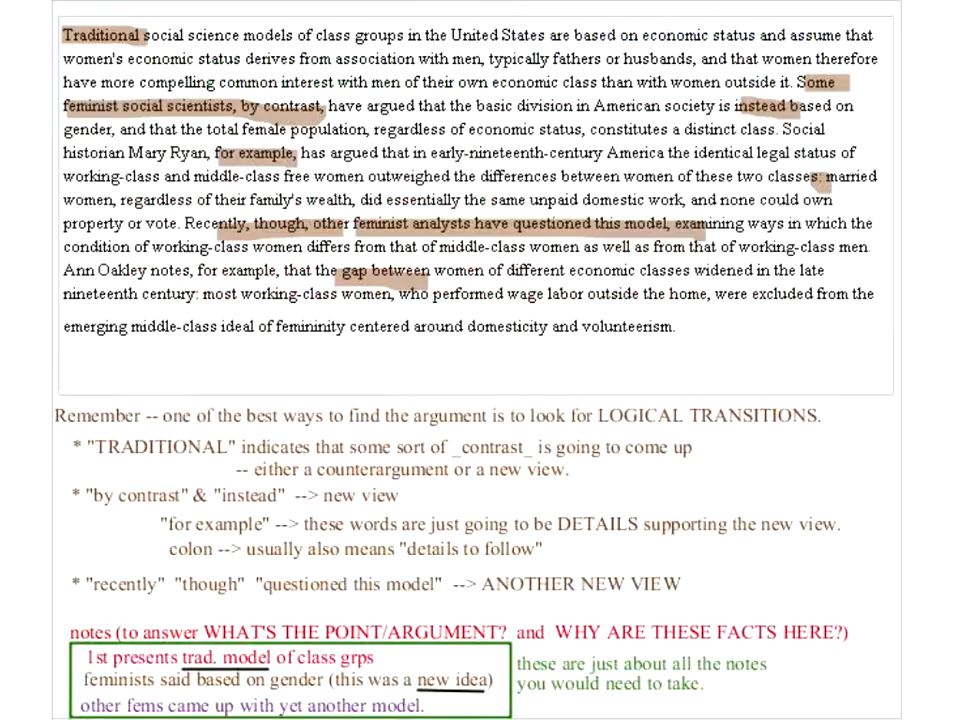 Traditional social science models of class groups in the United States are based on economic status and assume that
women's economic status derives from association with men, typically fathers or husbands, and that women therefore
have more compelling common interest with men of their own economic class than with women outside it. Some
feminist social scientists, by contrast, have argued that the basic division in American society is instead based on
gender, and that the total female population, regardless of economic status, constitutes a distinct class. Social
historian Mary Ryan, for example, has argued that in early-nineteenth-century America the identical legal status of
working-class and middle-class free women outweighed the differences between women of these two classes: married
women, regardless of their family's wealth, did essentially the same unpaid domestic work, and none could own
property or vote. Recently, though, other feminist analysts have questioned this model, examining ways in which the
condition of working-class women differs from that of middle-class women as well as from that of working-class men.
Ann Oakley notes, for example, that the gap between women of different economic classes widened in the late
nineteenth century: most working-class women, who performed wage labor outside the home, were excluded from the
emerging middle-class ideal of femininity centered around domesticity and volunteerism.
Remember -- one of the best ways to find the argument is to look for LOGICAL TRANSITIONS.
* "TRADITIONAL" indicates that some sort of _contrast_ is going to come up
-- either a counterargument or a new view.
* "by contrast" & "instead" --> new view
"for example" --> these words are just going to be DETAILS supporting the new view.
colon --> usually also means "details to follow"
* "recently" "though" "questioned this model" --> ANOTHER NEW VIEW
notes (to answer WHAT'S THE POINT/ARGUMENT? and WHY ARE THESE FACTS HERE?)
1st presents trad. model of class grps
feminists said based on gender (this was a new idea)
other fems came up with yet another model.
these are just about all the notes
you would need to take.